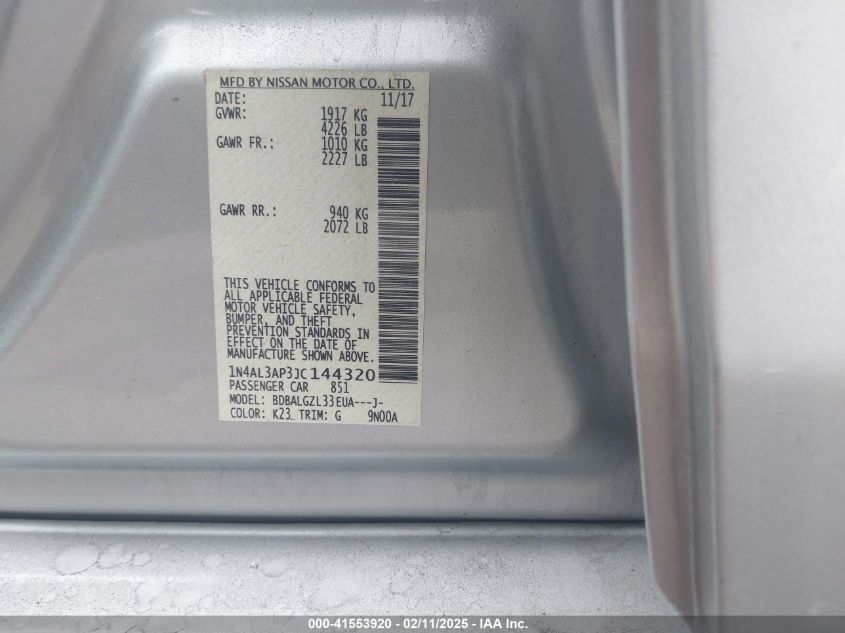 MFD BY NISSAN MOTOR CO., LTD.
DATE: 11/17
GVWR: 1917 KG
4226 LB
GAWR FR.: 1010 KG
2227 LB
GAWR RR.: 940 KG
2072 LB
THIS VEHICLE CONFORMS TO
ALL APPLICABLE FEDERAL
MOTOR VEHICLE SAFETY,
BUMPER, AND THEFT
PREVENTION STANDARDS IN
EFFECT ON THE DATE OF
MANUFACTURE SHOWN ABOVE.
1N4AL3AP3JC144320
PASSENGER CAR 851
MODEL: BDBALGZL33EUA---J-
COLOR: K23 TRIM: G 9N00A
000-41553920 - 02/11/2025 - IAA Inc.